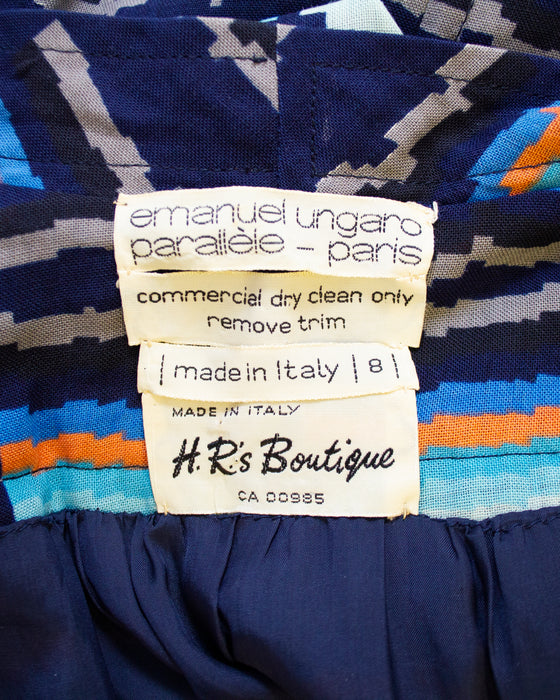 emanuel ungaro
parallèle – paris
commercial dry clean only
remove trim
| made in Italy | 8 |
MADE IN ITALY
H.R.'s Boutique
CA 00985